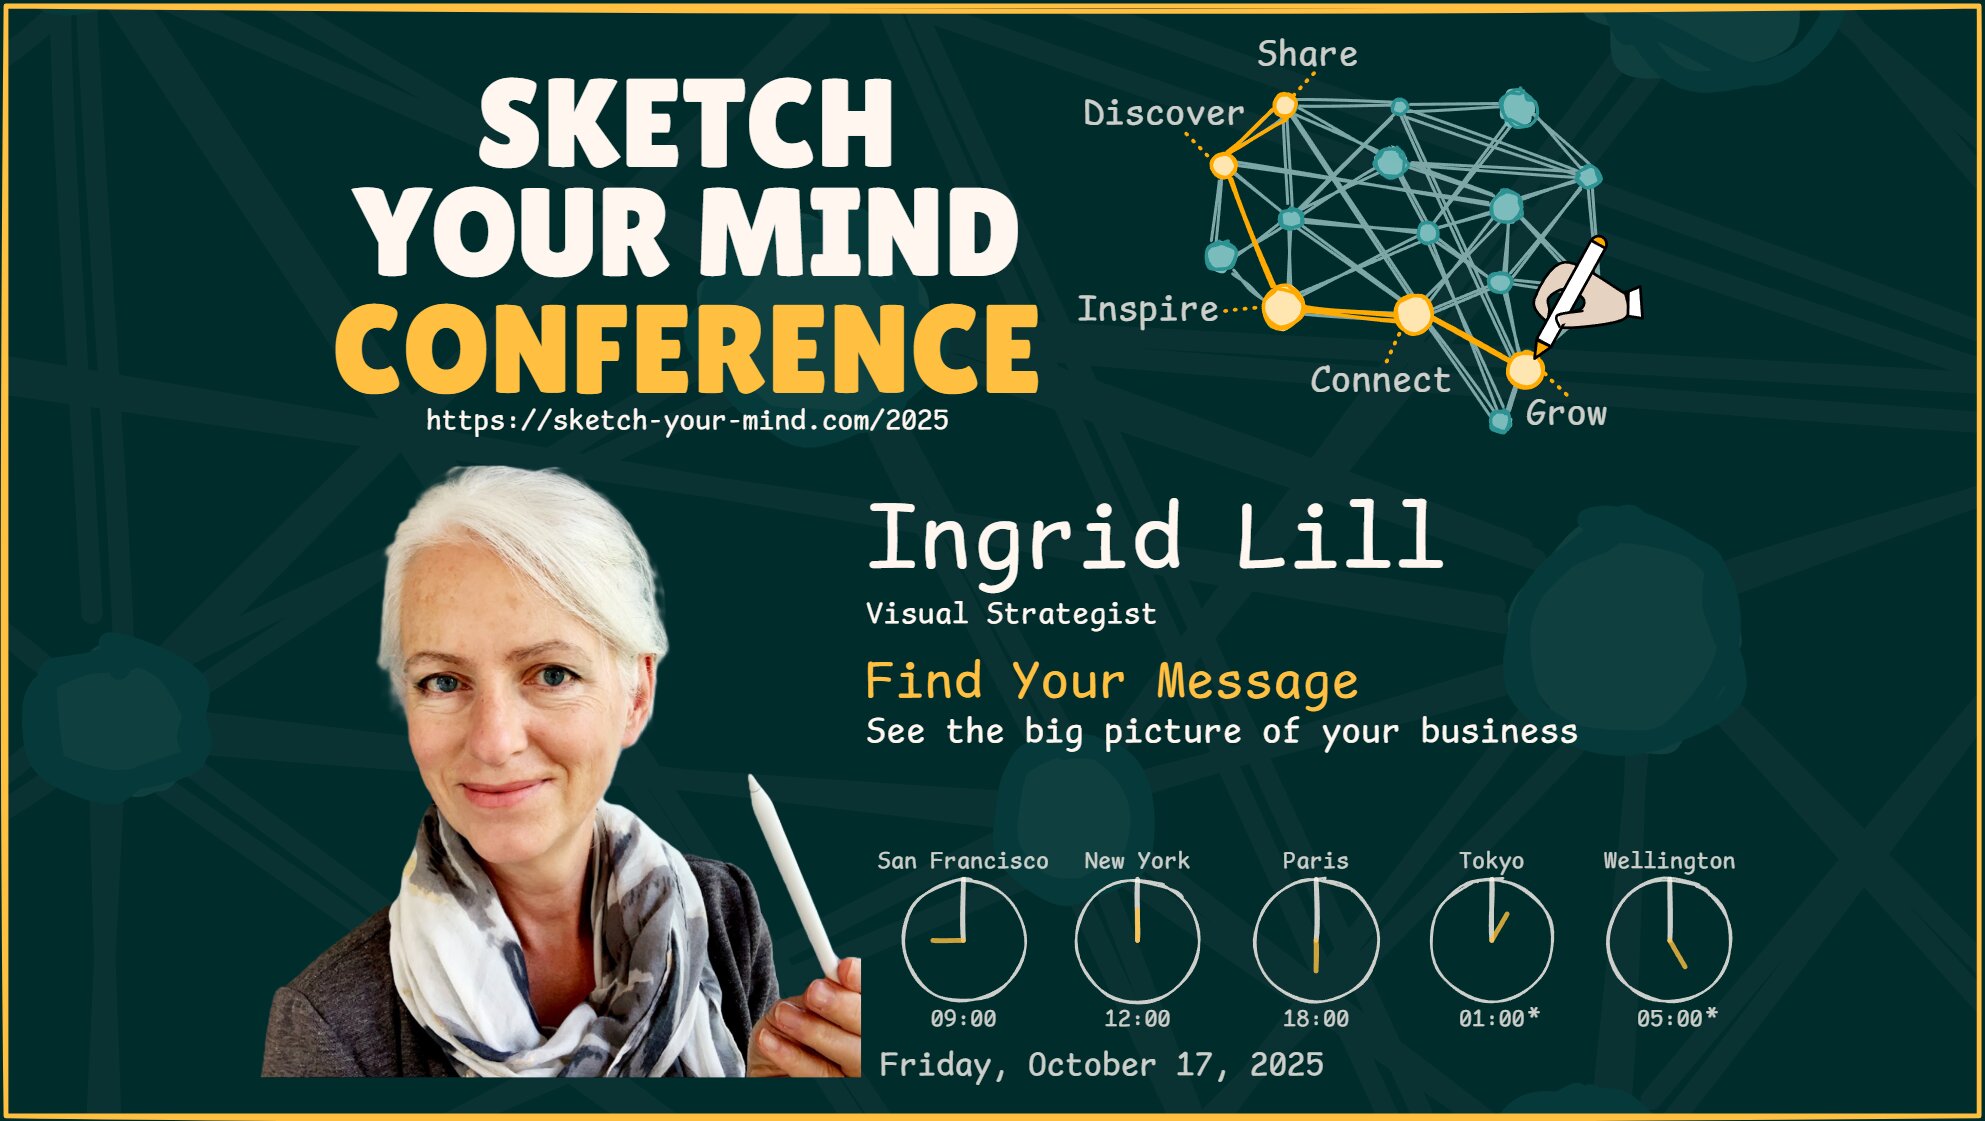 SKETCH
YOUR MIND
CONFERENCE
https://sketch-your-mind.com/2025
Share
Discover
Inspire
Connect
Grow
Ingrid Lill
Visual Strategist
Find Your Message
See the big picture of your business
San Francisco New York Paris Tokyo Wellington
09:00 12:00 18:00 01:00* 05:00*
Friday, October 17, 2025